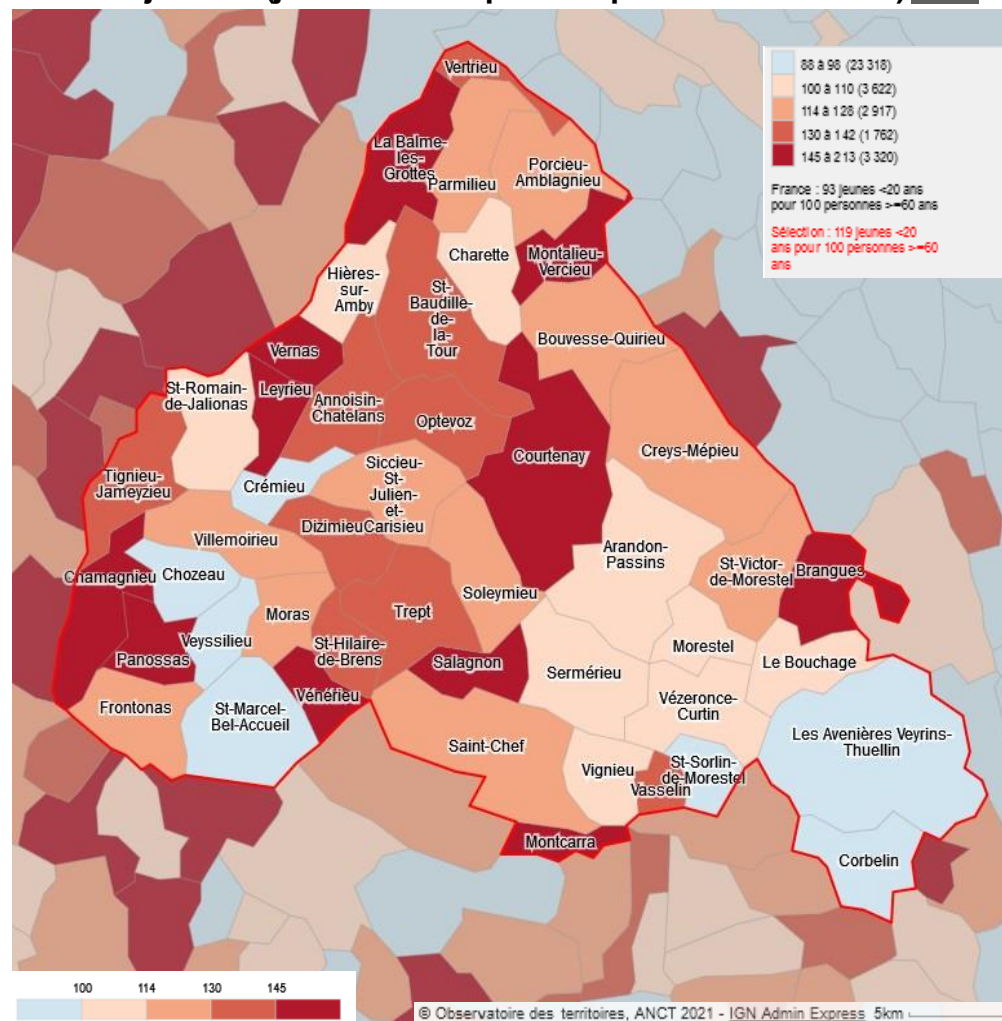 88 à 98 (23 318)
100 à 110 (3 622)
114 à 128 (2 917)
130 à 142 (1 762)
145 à 213 (3 320)
France : 93 jeunes <20 ans
pour 100 personnes >=60 ans
Sélection : 119 jeunes <20
ans pour 100 personnes >=60
ans
Vertrieu
La Balme-
les-
Grottes
Parmilieu
Porcieu-
Amblagnieu
Charette
Montalieu-
Vercieu
Hières-
sur-
Amby
St-
Baudille-
de-
la-
Tour
Bouvesse-Quirieu
Vernas
Leyrieu
St-Romain-
de-Jalionas
Annoisin-
Chatelans
Optevoz
Courtenay
Creys-Mépieu
Tignieu-
Jameyzieu
Crémieu
Siccieu-
St-
Julien-
et-
Carisieu
Dizimieu
Villemoirieu
Arandon-
Passins
St-Victor-
de-Morestel
Brangues
Chamagnieu
Chozeau
Moras
Soleymieu
Trept
Veyssilieu
St-Hilaire-
de-Brens
Morestel
Panossas
Salagnon
Sermérieu
Le Bouchage
Frontonas
St-Marcel-
Bel-Accueil
Vénérieu
Vézeronce-
Curtin
Saint-Chef
Les Avenières Veyrins-
Thuellin
Vignieu
St-Sorlin-
de-Morestel
Vasselin
Montcarra
Corbelin
100 114 130 145
© Observatoire des territoires, ANCT 2021 - IGN Admin Express 5km